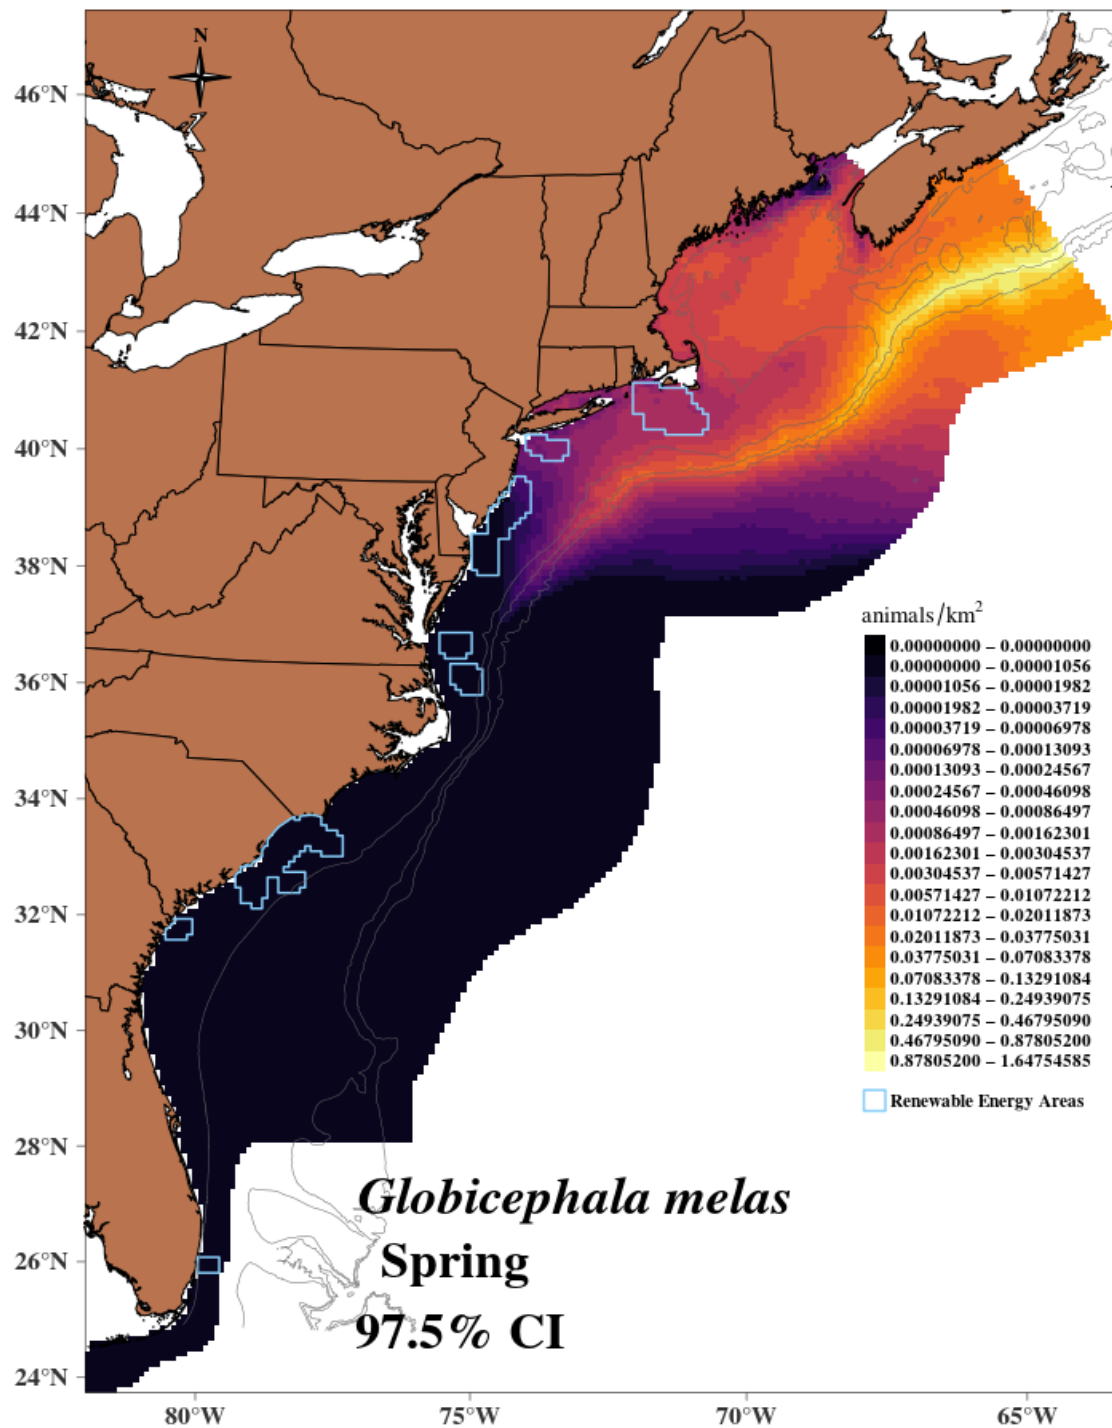 N
46°N
44°N
42°N
40°N
38°N
36°N
34°N
32°N
30°N
28°N
26°N
24°N
80°W
75°W
70°W
65°W
animals/km²
0.00000000 – 0.00000000
0.00000000 – 0.00001056
0.00001056 – 0.00001982
0.00001982 – 0.00003719
0.00003719 – 0.00006978
0.00006978 – 0.00013093
0.00013093 – 0.00024567
0.00024567 – 0.00046098
0.00046098 – 0.00086497
0.00086497 – 0.00162301
0.00162301 – 0.00304537
0.00304537 – 0.00571427
0.00571427 – 0.01072212
0.01072212 – 0.02011873
0.02011873 – 0.03775031
0.03775031 – 0.07083378
0.07083378 – 0.13291084
0.13291084 – 0.24939075
0.24939075 – 0.46795090
0.46795090 – 0.87805200
0.87805200 – 1.64754585
Renewable Energy Areas
Globicephala melas
Spring
97.5% CI